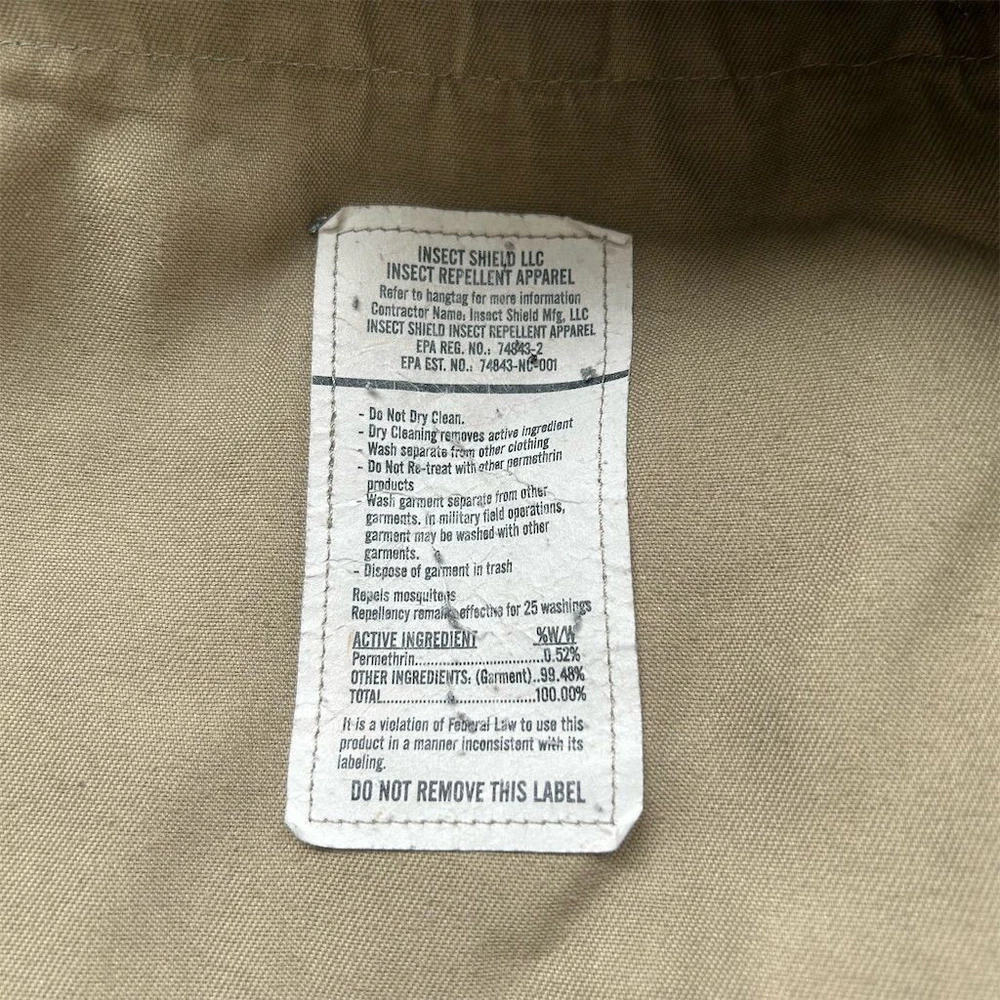 INSECT SHIELD LLC
INSECT REPELLENT APPAREL
Refer to hangtag for more information
Contractor Name: Insect Shield Mfg, LLC
INSECT SHIELD INSECT REPELLENT APPAREL
EPA REG. NO.: 74843-2
EPA EST. NO.: 74843-NC-001
- Do Not Dry Clean.
- Dry Cleaning removes active ingredient
- Wash separate from other clothing
- Do Not Re-treat with other permethrin
products
- Wash garment separate from other
garments. In military field operations,
garment may be washed with other
garments.
- Dispose of garment in trash
Repels mosquitoes
Repellency remains effective for 25 washings
ACTIVE INGREDIENT %W/W
Permethrin..............................0.52%
OTHER INGREDIENTS: (Garment)..99.48%
TOTAL....................................100.00%
It is a violation of Federal Law to use this
product in a manner inconsistent with its
labeling.
DO NOT REMOVE THIS LABEL